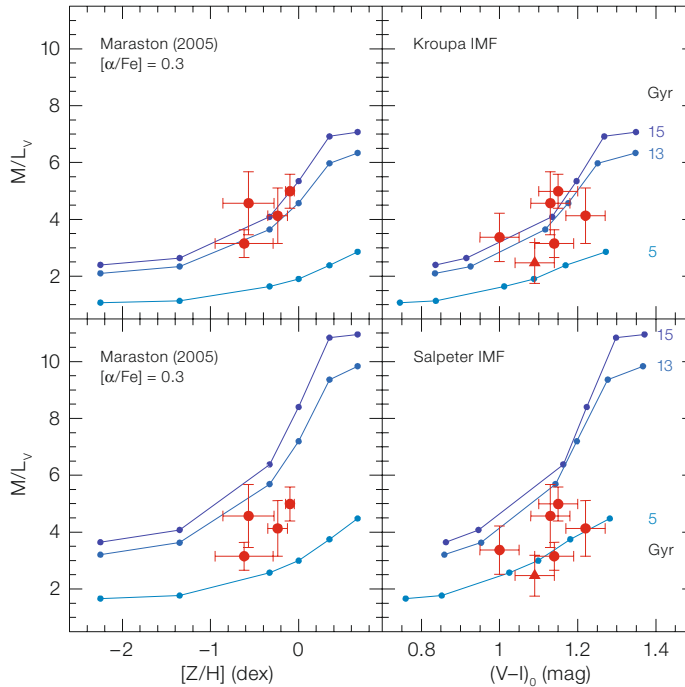 10
8
6
4
2
M/L_V
Maraston (2005)
[α/Fe] = 0.3
Kroupa IMF
Gyr
15
13
5
10
8
6
4
2
M/L_V
Maraston (2005)
[α/Fe] = 0.3
Salpeter IMF
15
13
5
Gyr
−2 −1 0
[Z/H] (dex)
0.8 1 1.2 1.4
(V–I)₀ (mag)